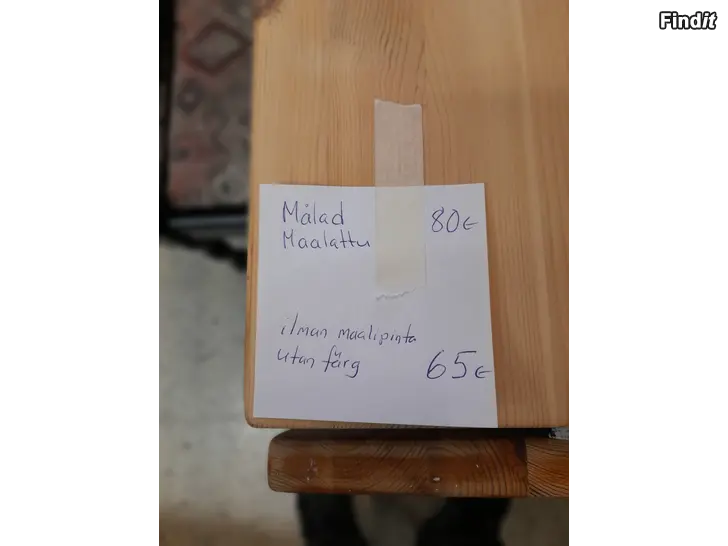 Findit
Målad 80€
Maalattu
ilman maalipinta
utan färg 65€